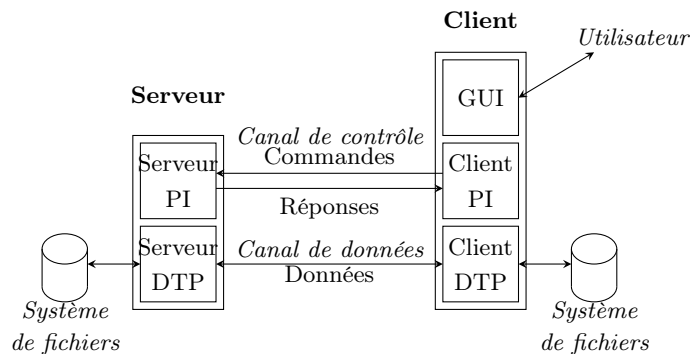 Client
Utilisateur
GUI
Serveur
Canal de contrôle
Commandes
Serveur
PI
Client
PI
Réponses
Serveur
DTP
Canal de données
Données
Client
DTP
Système
de fichiers
Système
de fichiers